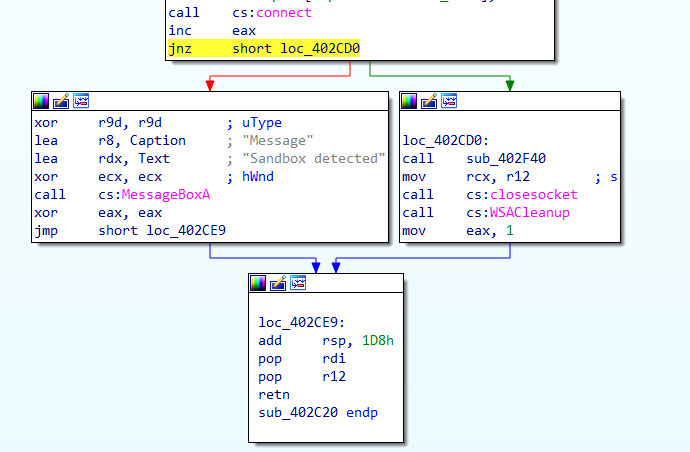 call cs:connect
inc eax
jnz short loc_402CD0
xor r9d, r9d ; uType
lea r8, Caption ; "Message"
lea rdx, Text ; "Sandbox detected"
xor ecx, ecx ; hWnd
call cs:MessageBoxA
xor eax, eax
jmp short loc_402CE9
loc_402CD0:
call sub_402F40
mov rcx, r12 ; s
call cs:closesocket
call cs:WSACleanup
mov eax, 1
loc_402CE9:
add rsp, 1D8h
pop rdi
pop r12
retn
sub_402C20 endp